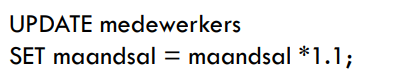 UPDATE medewerkers
SET maandsal = maandsal *1.1;